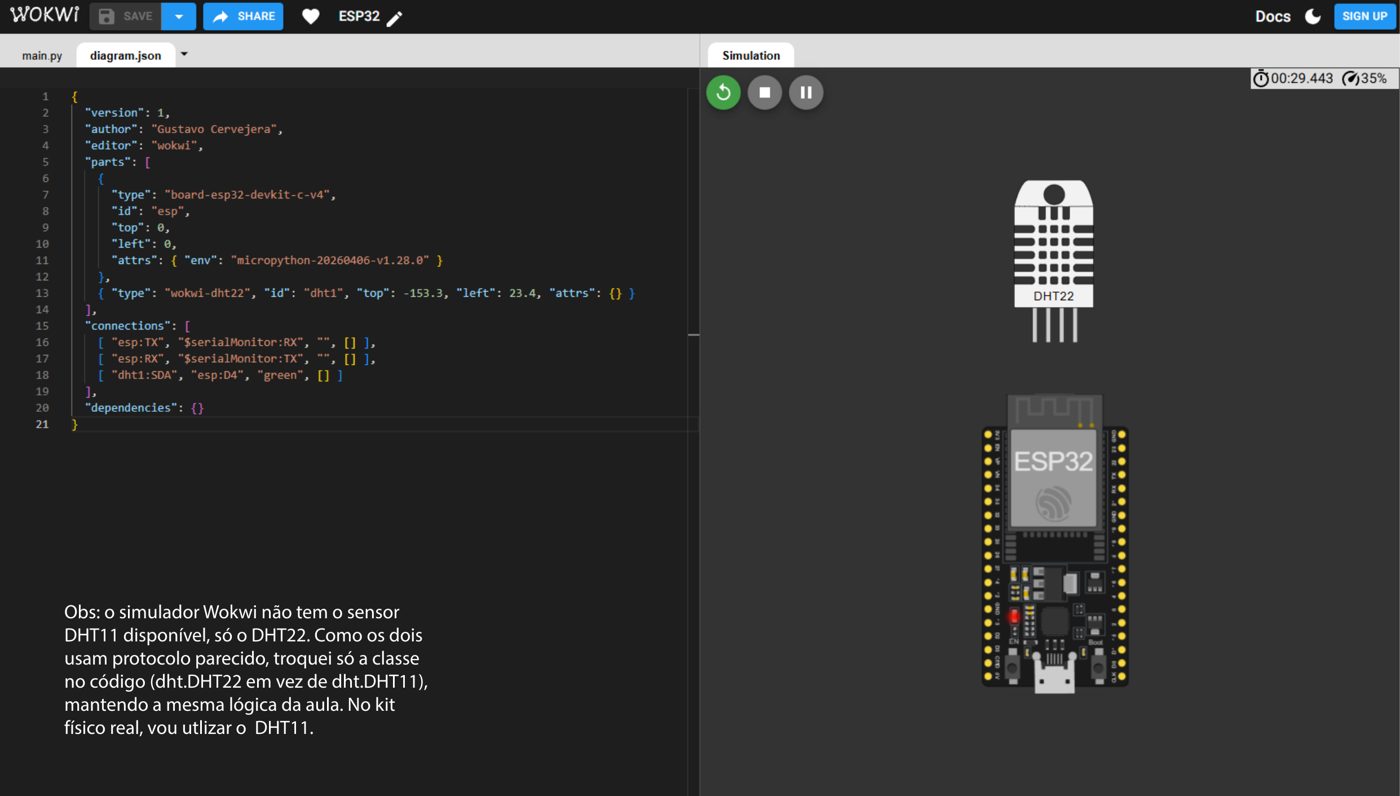 WOKWI SAVE SHARE ESP32 Docs SIGN UP
main.py diagram.json Simulation
00:29.443 35%
1 {
2 "version": 1,
3 "author": "Gustavo Cervejera",
4 "editor": "wokwi",
5 "parts": [
6 {
7 "type": "board-esp32-devkit-c-v4",
8 "id": "esp",
9 "top": 0,
10 "left": 0,
11 "attrs": { "env": "micropython-20260406-v1.28.0" }
12 },
13 { "type": "wokwi-dht22", "id": "dht1", "top": -153.3, "left": 23.4, "attrs": {} }
14 ],
15 "connections": [
16 [ "esp:TX", "$serialMonitor:RX", "", [] ],
17 [ "esp:RX", "$serialMonitor:TX", "", [] ],
18 [ "dht1:SDA", "esp:D4", "green", [] ]
19 ],
20 "dependencies": {}
21 }
Obs: o simulador Wokwi não tem o sensor
DHT11 disponível, só o DHT22. Como os dois
usam protocolo parecido, troquei só a classe
no código (dht.DHT22 em vez de dht.DHT11),
mantendo a mesma lógica da aula. No kit
físico real, vou utlizar o  DHT11.
DHT22
ESP32
EN
Boot